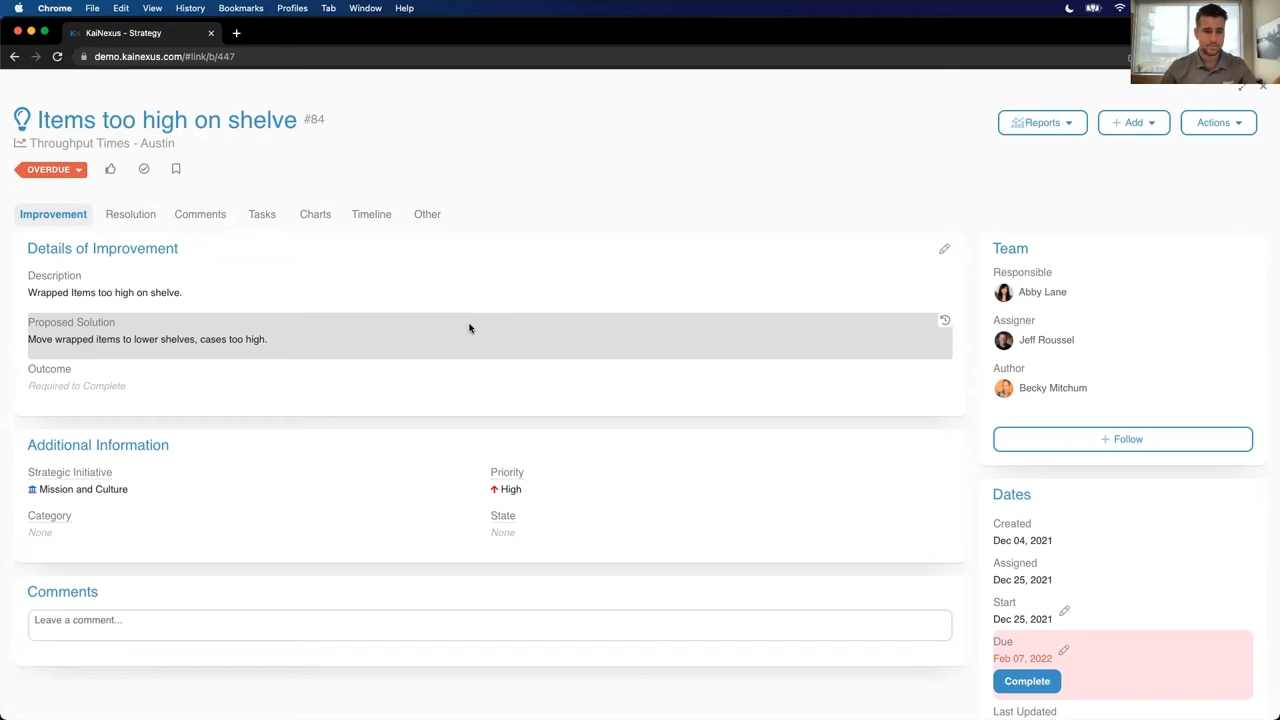 Chrome File Edit View History Bookmarks Profiles Tab Window Help
KaiNexus - Strategy
demo.kainexus.com/#link/b/447
Items too high on shelve #84
Reports + Add Actions
Throughput Times - Austin
OVERDUE
Improvement Resolution Comments Tasks Charts Timeline Other
Details of Improvement
Description
Wrapped Items too high on shelve.
Proposed Solution
Move wrapped items to lower shelves, cases too high.
Outcome
Required to Complete
Additional Information
Strategic Initiative
Mission and Culture
Priority
High
Category
None
State
None
Comments
Leave a comment...
Team
Responsible
Abby Lane
Assigner
Jeff Roussel
Author
Becky Mitchum
+ Follow
Dates
Created
Dec 04, 2021
Assigned
Dec 25, 2021
Start
Dec 25, 2021
Due
Feb 07, 2022
Complete
Last Updated